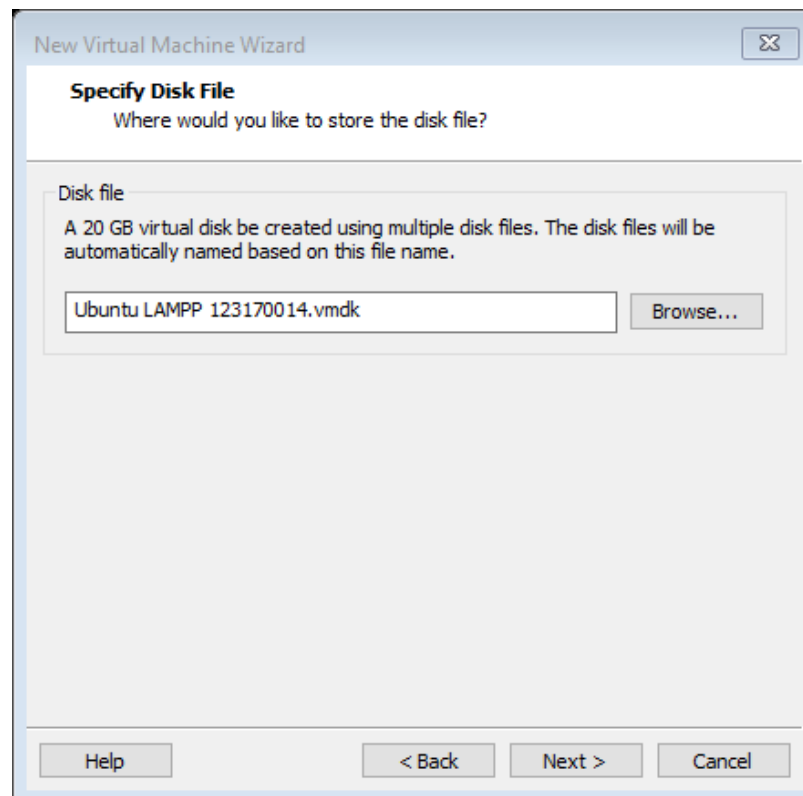 New Virtual Machine Wizard
Specify Disk File
Where would you like to store the disk file?
Disk file
A 20 GB virtual disk be created using multiple disk files. The disk files will be
automatically named based on this file name.
Ubuntu LAMPP 123170014.vmdk
Browse...
Help
< Back
Next >
Cancel